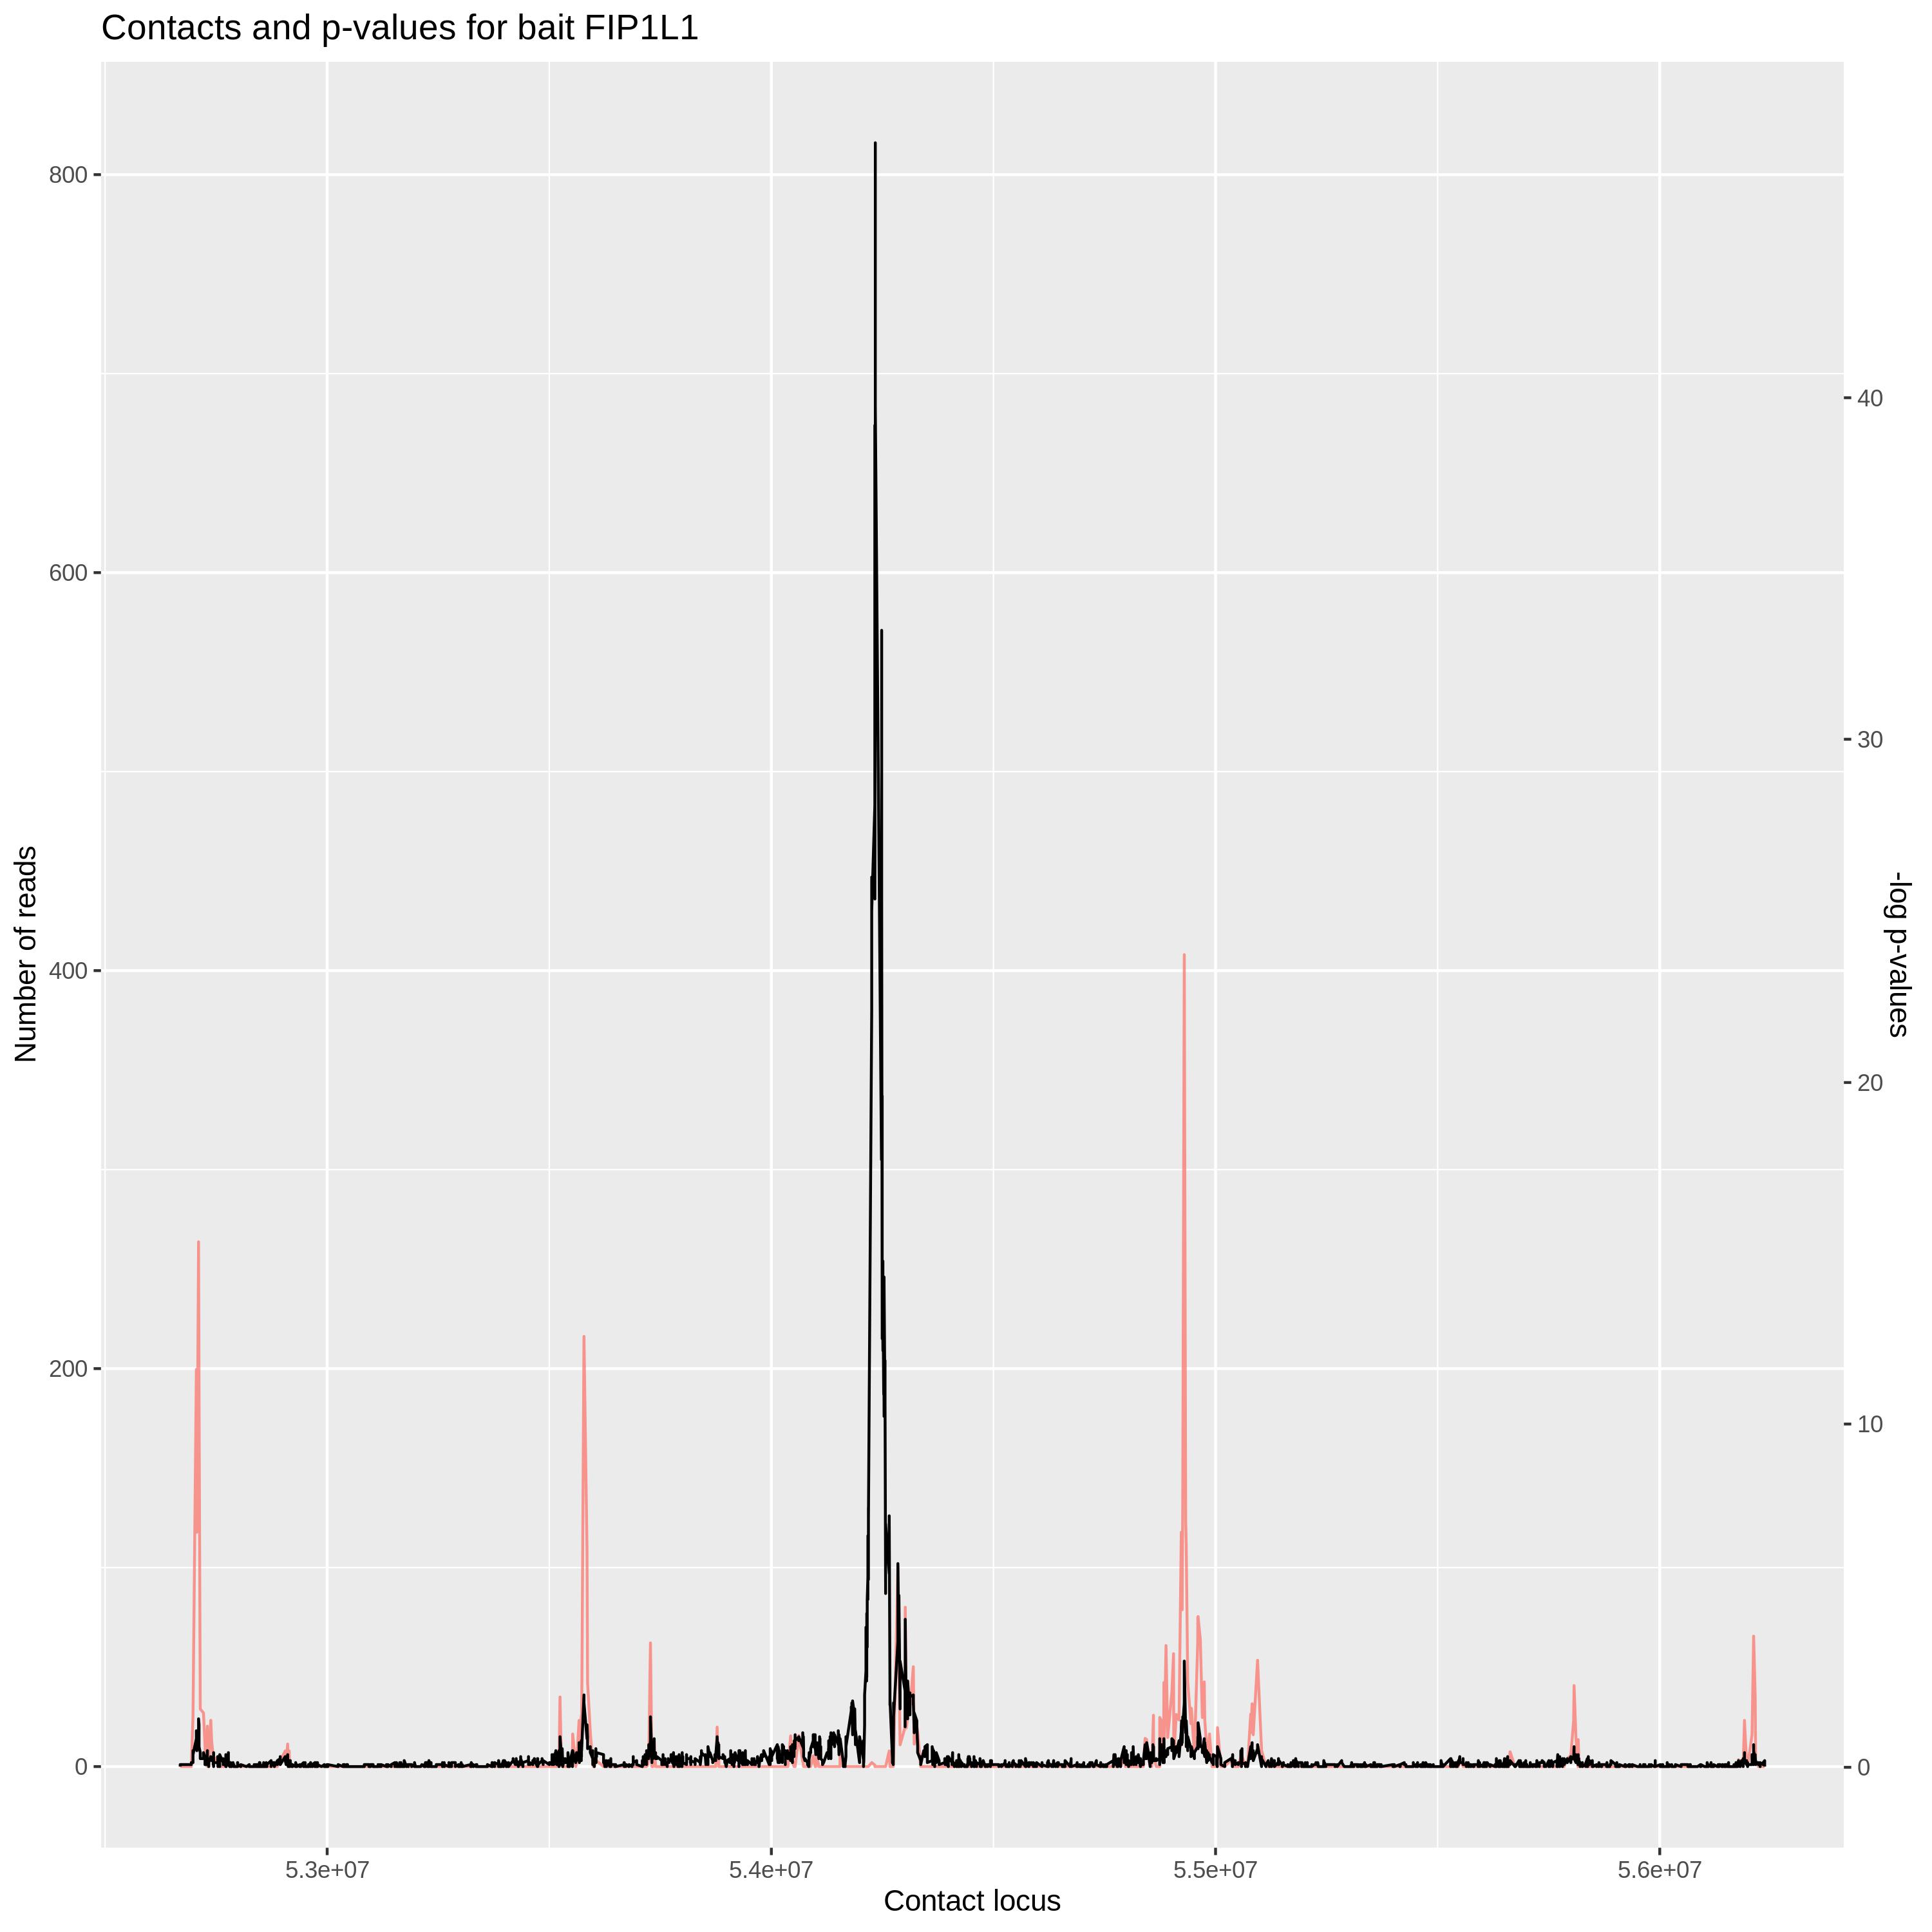 Contacts and p-values for bait FIP1L1
800
600
400
200
0
Number of reads
40
30
20
10
0
-log p-values
5.3e+07
5.4e+07
5.5e+07
5.6e+07
Contact locus